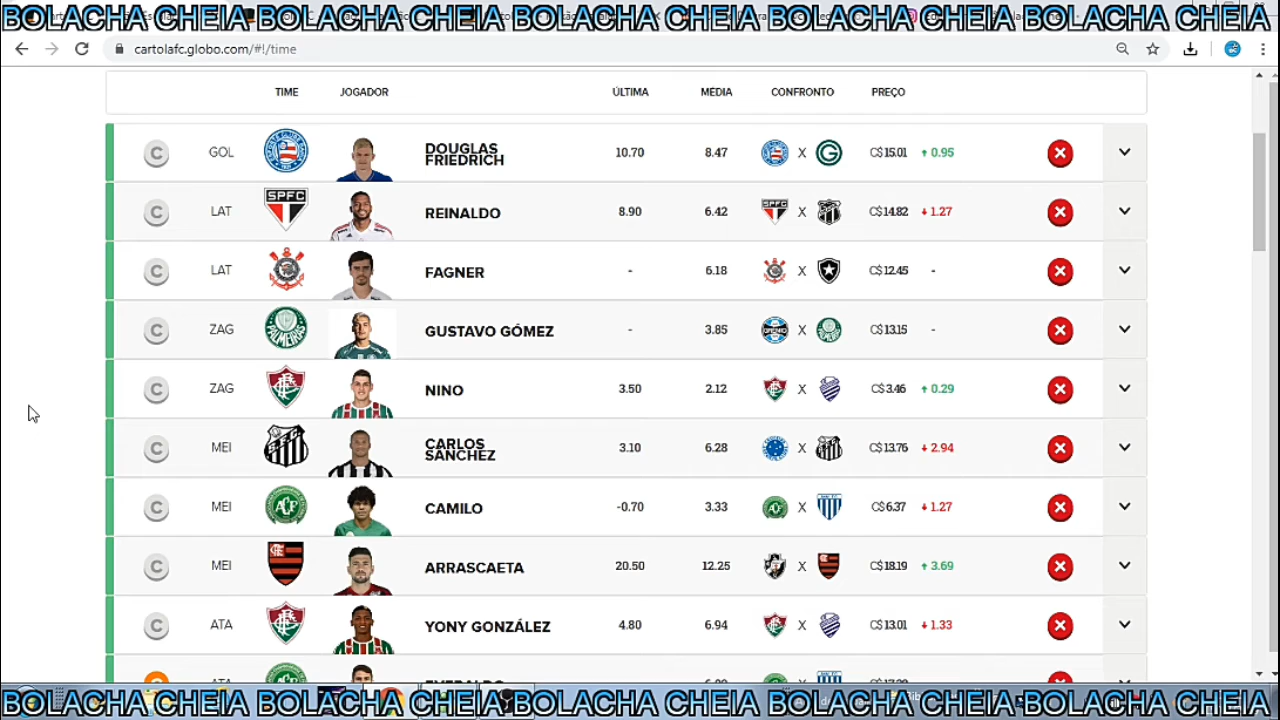 BOLACHA CHEIA BOLACHA CHEIA BOLACHA CHEIA BOLACHA CHEIA BOLACHA CHEIA
cartolafc.globo.com/#!/time
TIME JOGADOR ÚLTIMA MÉDIA CONFRONTO PREÇO
C GOL DOUGLAS FRIEDRICH 10.70 8.47 X C$15.01 0.95
C LAT SPFC REINALDO 8.90 6.42 SPFC X C$14.82 1.27
C LAT FAGNER - 6.18 X C$12.45 -
C ZAG PALMEIRAS GUSTAVO GÓMEZ - 3.85 X C$13.15 -
C ZAG NINO 3.50 2.12 X C$3.46 0.29
C MEI CARLOS SÁNCHEZ 3.10 6.28 X C$13.76 2.94
C MEI CAMILO -0.70 3.33 X C$6.37 1.27
C MEI ARRASCAETA 20.50 12.25 X C$18.19 3.69
C ATA YONY GONZÁLEZ 4.80 6.94 X C$13.01 1.33
BOLACHA CHEIA BOLACHA CHEIA BOLACHA CHEIA BOLACHA CHEIA BOLACHA CHEIA